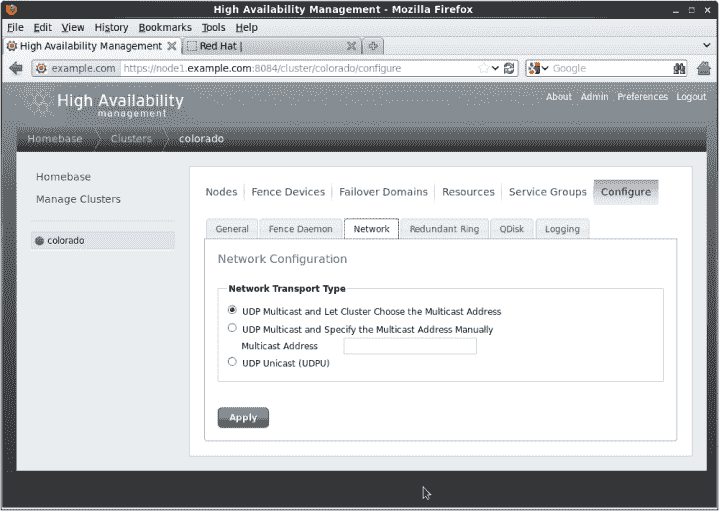 High Availability Management - Mozilla Firefox
File Edit View History Bookmarks Tools Help
High Availability Management Red Hat |
example.com https://node1.example.com:8084/cluster/colorado/configure Google
High Availability
management
About Admin Preferences Logout
Homebase Clusters colorado
Homebase
Manage Clusters
colorado
Nodes Fence Devices Failover Domains Resources Service Groups Configure
General Fence Daemon Network Redundant Ring QDisk Logging
Network Configuration
Network Transport Type
UDP Multicast and Let Cluster Choose the Multicast Address
UDP Multicast and Specify the Multicast Address Manually
Multicast Address
UDP Unicast (UDPU)
Apply